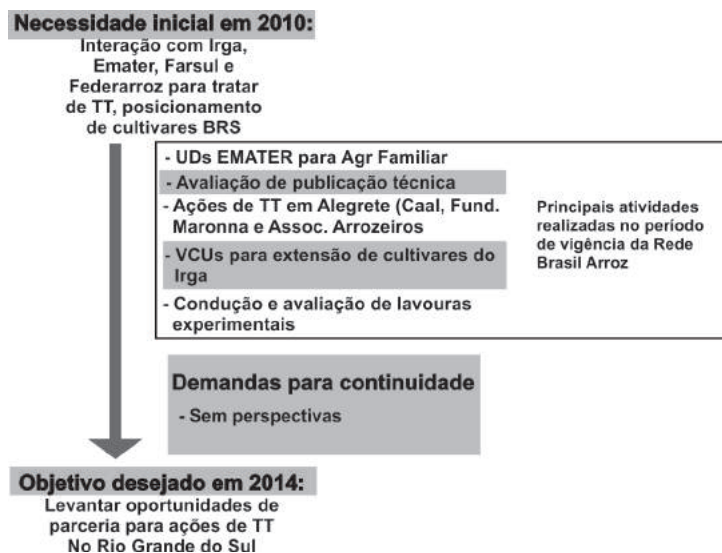 Necessidade inicial em 2010:
Interação com Irga,
Emater, Farsul e
Federarroz para tratar
de TT, posicionamento
de cultivares BRS
- UDs EMATER para Agr Familiar
- Avaliação de publicação técnica
- Ações de TT em Alegrete (Caal, Fund.
Maronna e Assoc. Arrozeiros
- VCUs para extensão de cultivares do
Irga
- Condução e avaliação de lavouras
experimentais
Principais atividades
realizadas no período
de vigência da Rede
Brasil Arroz
Demandas para continuidade
- Sem perspectivas
Objetivo desejado em 2014:
Levantar oportunidades de
parceria para ações de TT
No Rio Grande do Sul